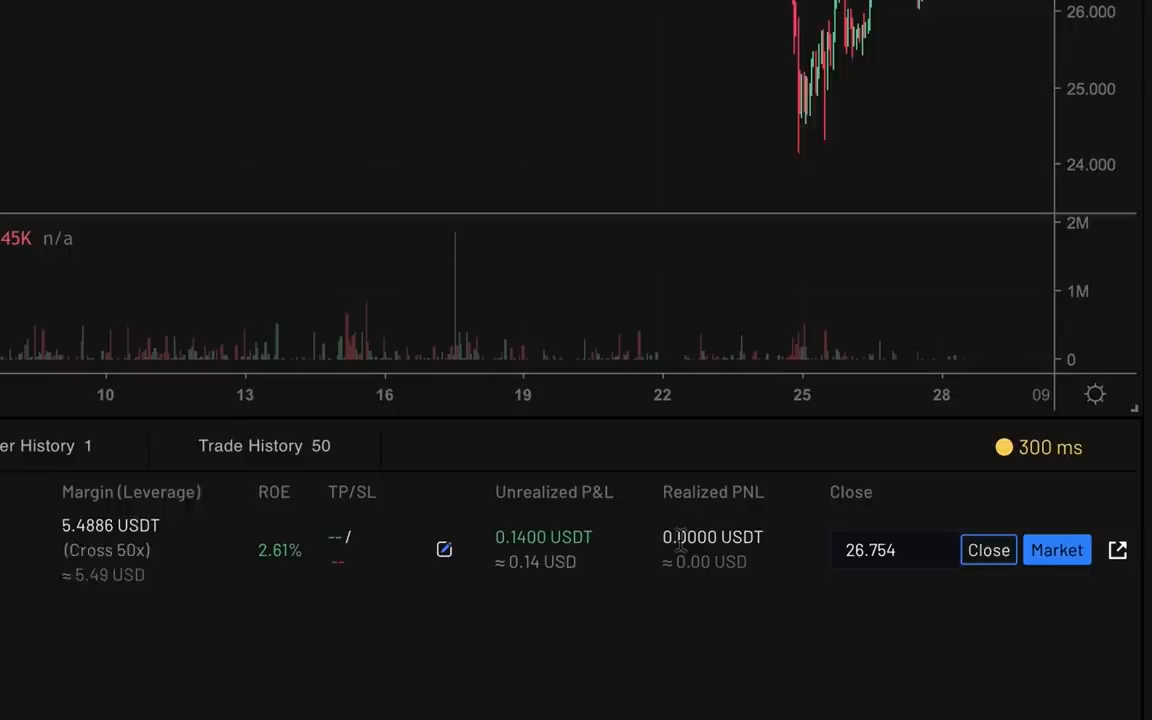 26.000
25.000
24.000
45K n/a
2M
1M
0
10 13 16 19 22 25 28 09
er History 1 Trade History 50 300 ms
Margin (Leverage) ROE TP/SL Unrealized P&L Realized PNL Close
5.4886 USDT
(Cross 50x)
≈ 5.49 USD
2.61%
-- /
--
0.1400 USDT
≈ 0.14 USD
0.0000 USDT
≈ 0.00 USD
26.754 Close Market